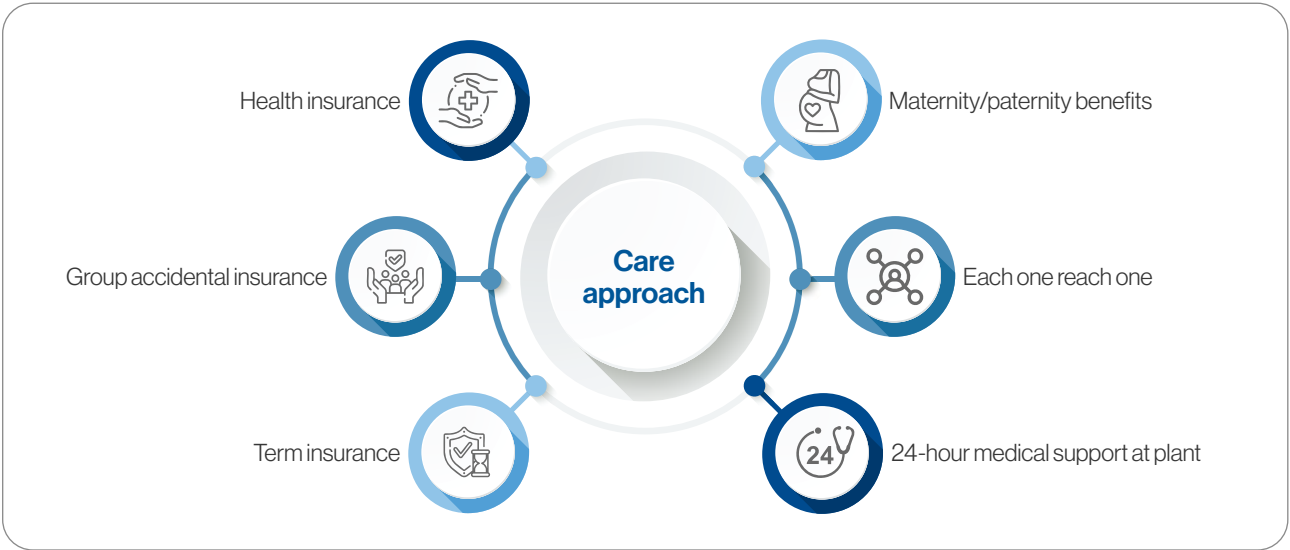 Health insurance
Maternity/paternity benefits
Group accidental insurance
Care
approach
Each one reach one
Term insurance
24
24-hour medical support at plant